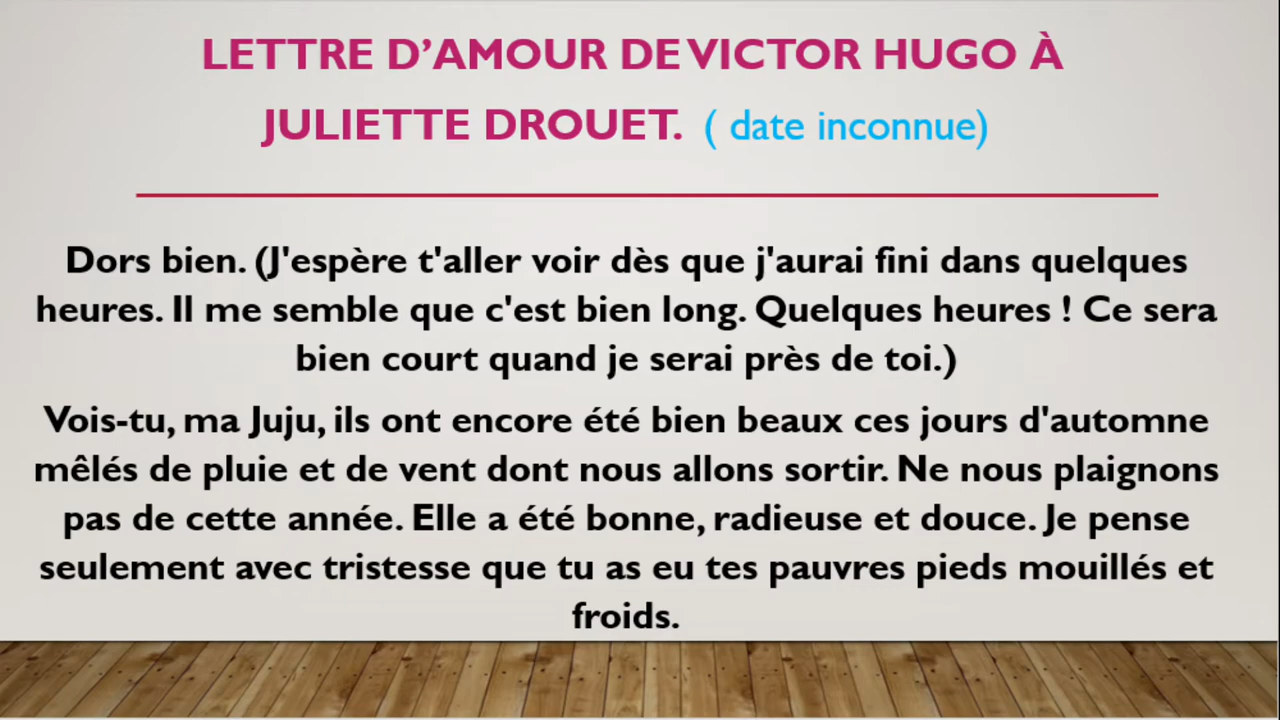 LETTRE D’AMOUR DE VICTOR HUGO À
JULIETTE DROUET. ( date inconnue)
Dors bien. (J'espère t'aller voir dès que j'aurai fini dans quelques
heures. Il me semble que c'est bien long. Quelques heures ! Ce sera
bien court quand je serai près de toi.)
Vois-tu, ma Juju, ils ont encore été bien beaux ces jours d'automne
mêlés de pluie et de vent dont nous allons sortir. Ne nous plaignons
pas de cette année. Elle a été bonne, radieuse et douce. Je pense
seulement avec tristesse que tu as eu tes pauvres pieds mouillés et
froids.